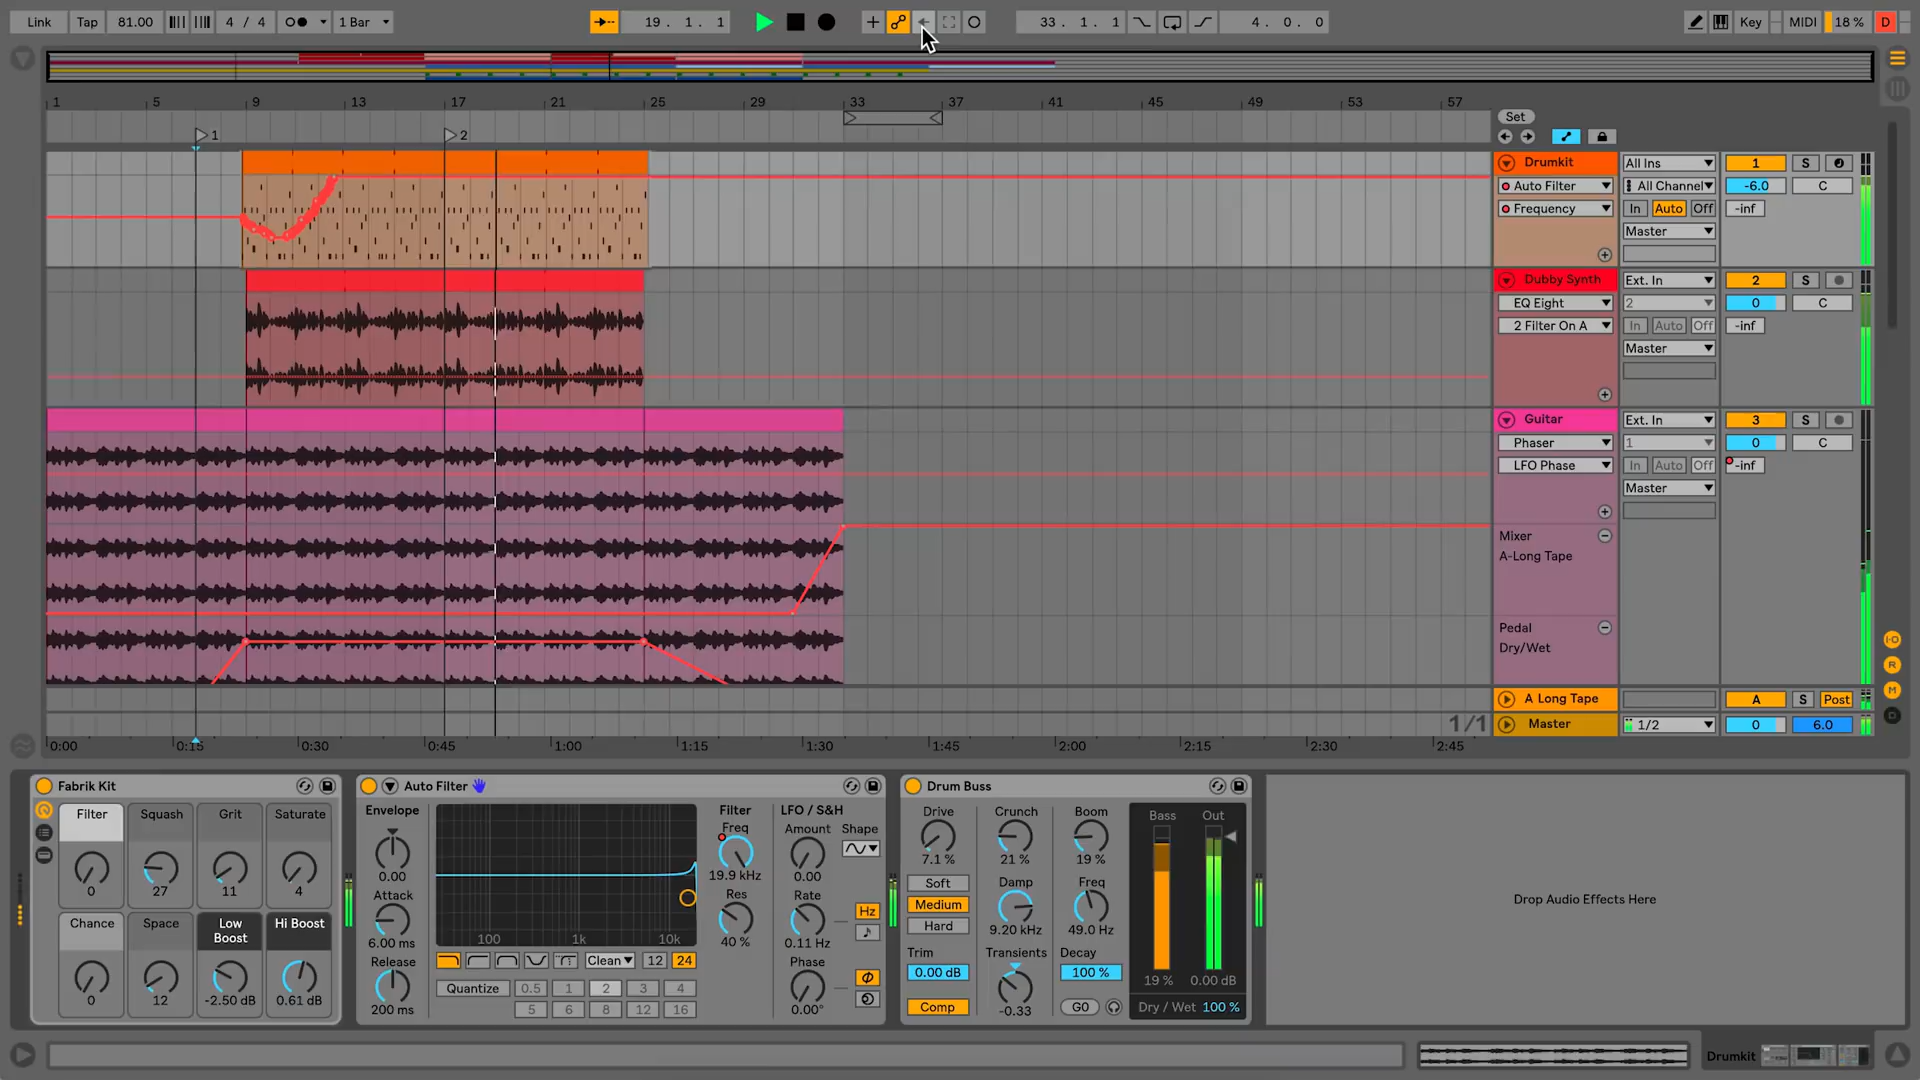 Link Tap 81.00 4 / 4 1 Bar 19 . 1 . 1 33 . 1 . 1 4 . 0 . 0 Key MIDI 18 % D
1 5 9 13 17 21 25 29 33 37 41 45 49 53 57
Set
1 2
Drumkit All Ins 1 S
Auto Filter All Channel -6.0 C
Frequency In Auto Off -inf
Master
Dubby Synth Ext. In 2 S
EQ Eight 2 0 C
2 Filter On A In Auto Off -inf
Master
Guitar Ext. In 3 S
Phaser 1 0 C
LFO Phase In Auto Off -inf
Master
Mixer
A-Long Tape
Pedal
Dry/Wet
A Long Tape A S Post
1/1 Master 1/2 0 6.0
0:00 0:15 0:30 0:45 1:00 1:15 1:30 1:45 2:00 2:15 2:30 2:45
Fabrik Kit
Filter Squash Grit Saturate
0 27 11 4
Chance Space Low Boost Hi Boost
0 12 -2.50 dB 0.61 dB
Auto Filter
Envelope
0.00
Attack
6.00 ms
Release
200 ms
100 1k 10k
Clean 12 24
Quantize 0.5 1 2 3 4
5 6 8 12 16
Filter
Freq
19.9 kHz
Res
40 %
LFO / S&H
Amount Shape
0.00
Rate Hz
0.11 Hz
Phase
0.00°
Drum Buss
Drive Crunch Boom
7.1 % 21 % 19 %
Soft Damp Freq
Medium
Hard 9.20 kHz 49.0 Hz
Trim Transients Decay
0.00 dB 100 %
Comp -0.33 G0
Bass Out
19 % 0.00 dB
Dry / Wet 100 %
Drop Audio Effects Here
Drumkit